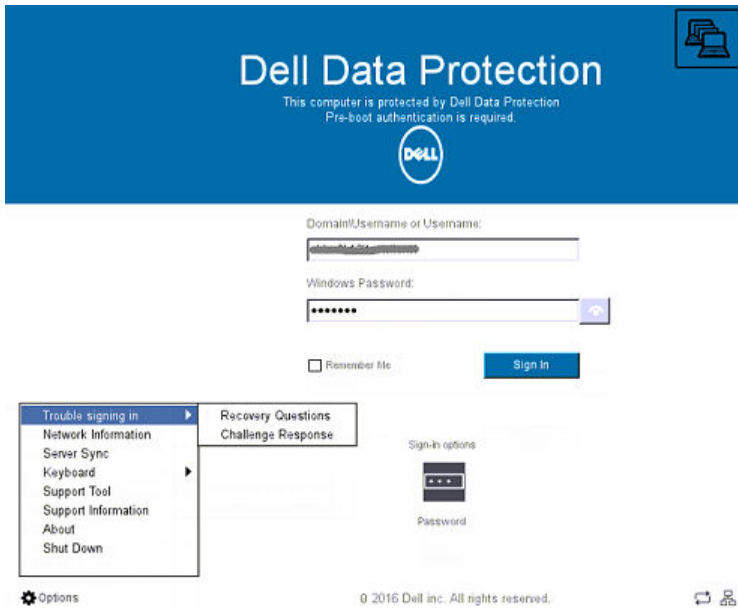 Dell Data Protection
This computer is protected by Dell Data Protection
Pre-boot authentication is required.
DELL
Domain\Username or Username:
Windows Password:
Remember Me
Sign In
Trouble signing in
Network Information
Server Sync
Keyboard
Support Tool
Support Information
About
Shut Down
Recovery Questions
Challenge Response
Sign-in options
Password
Options
© 2016 Dell inc. All rights reserved.